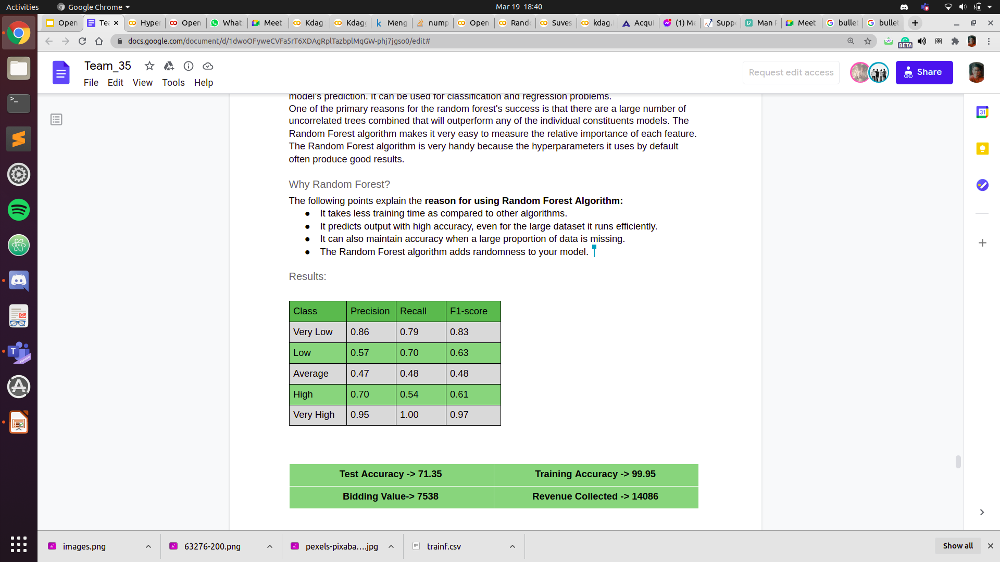 Activities
Google Chrome
Mar 19 18:40
Open
Tea
Hyper
Open
What
Meet
Kdag
Kdagg
Meng
nump
Open
Rando
Suves
kdag.i
Acqui
(1) Me
Supp
Man
Meet
bullet
bullet
docs.google.com/document/d/1dwoOFyweCVFa5rT6XDAgRplTazbplMqGW-phj7jgso0/edit#
BETA
Team_35
File Edit View Tools Help
Request edit access
Share
model's prediction. It can be used for classification and regression problems.
One of the primary reasons for the random forest's success is that there are a large number of
uncorrelated trees combined that will outperform any of the individual constituents models. The
Random Forest algorithm makes it very easy to measure the relative importance of each feature.
The Random Forest algorithm is very handy because the hyperparameters it uses by default
often produce good results.
Why Random Forest?
The following points explain the reason for using Random Forest Algorithm:
● It takes less training time as compared to other algorithms.
● It predicts output with high accuracy, even for the large dataset it runs efficiently.
● It can also maintain accuracy when a large proportion of data is missing.
● The Random Forest algorithm adds randomness to your model.
Results:
Class Precision Recall F1-score
Very Low 0.86 0.79 0.83
Low 0.57 0.70 0.63
Average 0.47 0.48 0.48
High 0.70 0.54 0.61
Very High 0.95 1.00 0.97
Test Accuracy -> 71.35 Training Accuracy -> 99.95
Bidding Value-> 7538 Revenue Collected -> 14086
31
images.png
63276-200.png
pexels-pixaba....jpg
trainf.csv
Show all